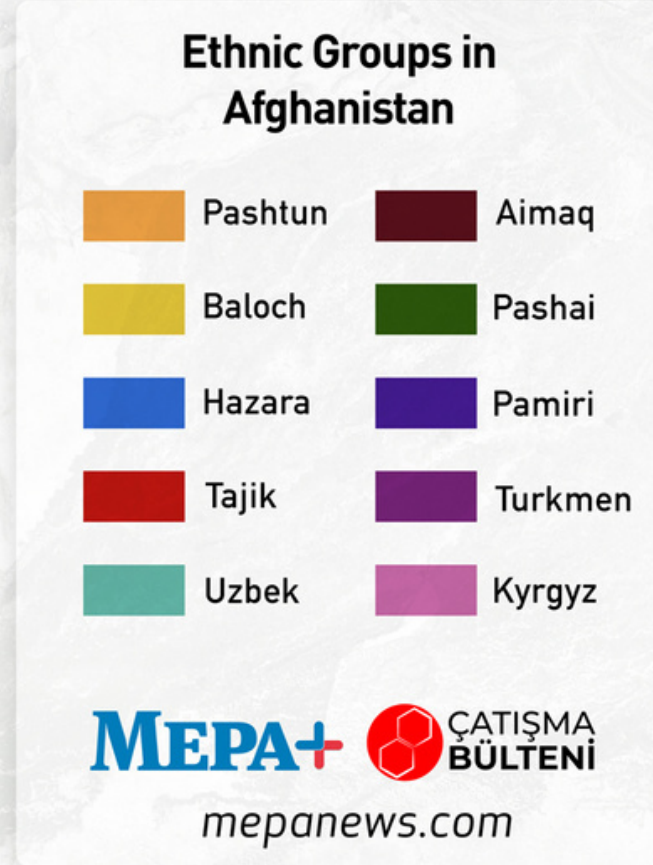 Ethnic Groups in
Afghanistan
Pashtun
Aimaq
Baloch
Pashai
Hazara
Pamiri
Tajik
Turkmen
Uzbek
Kyrgyz
MEPA+
ÇATIŞMA
BÜLTENİ
mepanews.com